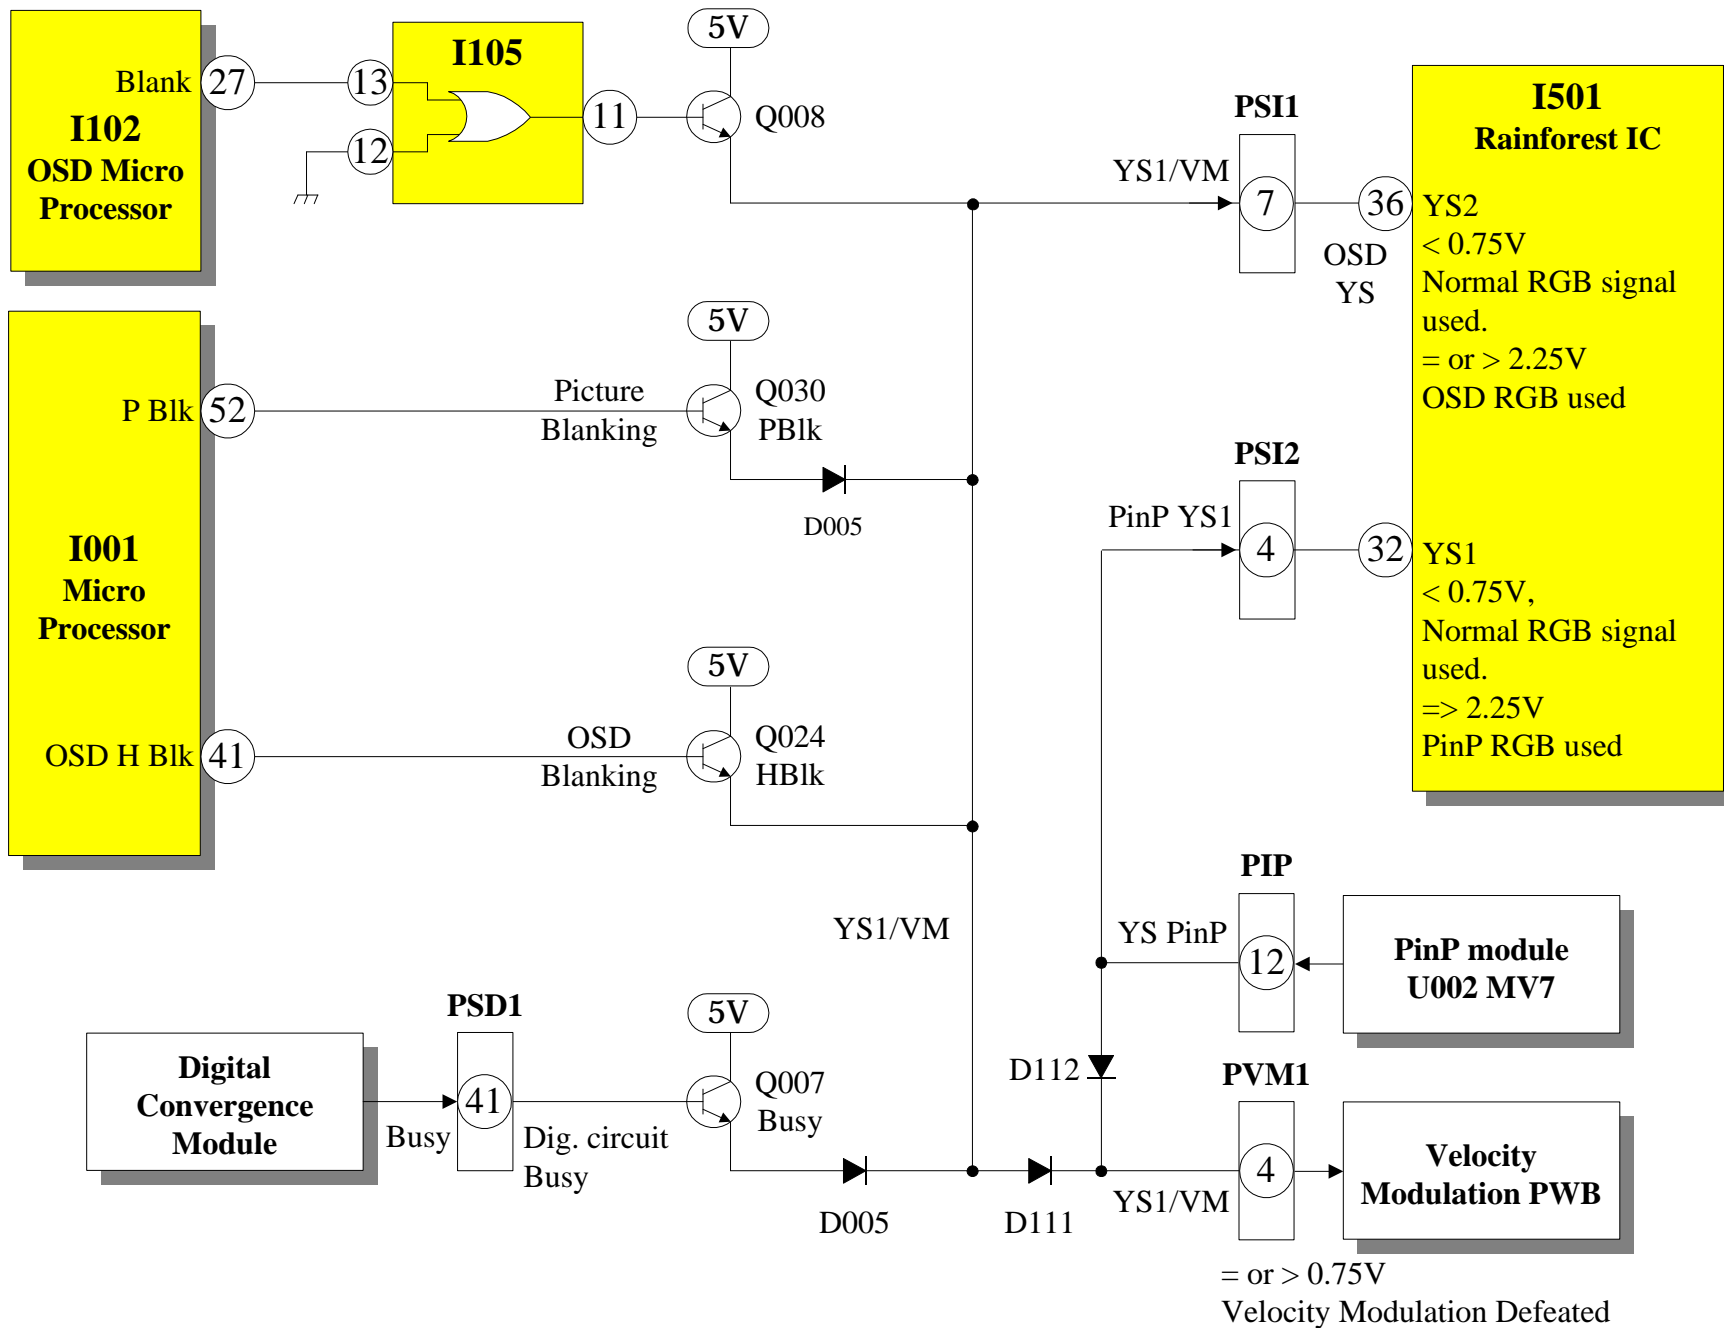 5V
I105
Blank 27
13
I102
OSD Micro
Processor
12
11
Q008
PSI1
I501
Rainforest IC
YS1/VM
7
36
YS2
< 0.75V
Normal RGB signal
used.
= or > 2.25V
OSD RGB used
OSD
YS
5V
P Blk 52
Picture
Blanking
Q030
PBlk
D005
PSI2
PinP YS1
4
32
YS1
< 0.75V,
Normal RGB signal
used.
=> 2.25V
PinP RGB used
I001
Micro
Processor
5V
OSD H Blk 41
OSD
Blanking
Q024
HBlk
YS1/VM
PIP
YS PinP
12
PinP module
U002 MV7
Digital
Convergence
Module
Busy
PSD1
41
Dig. circuit
Busy
5V
Q007
Busy
D005
D111
D112
PVM1
YS1/VM
4
Velocity
Modulation PWB
= or > 0.75V
Velocity Modulation Defeated